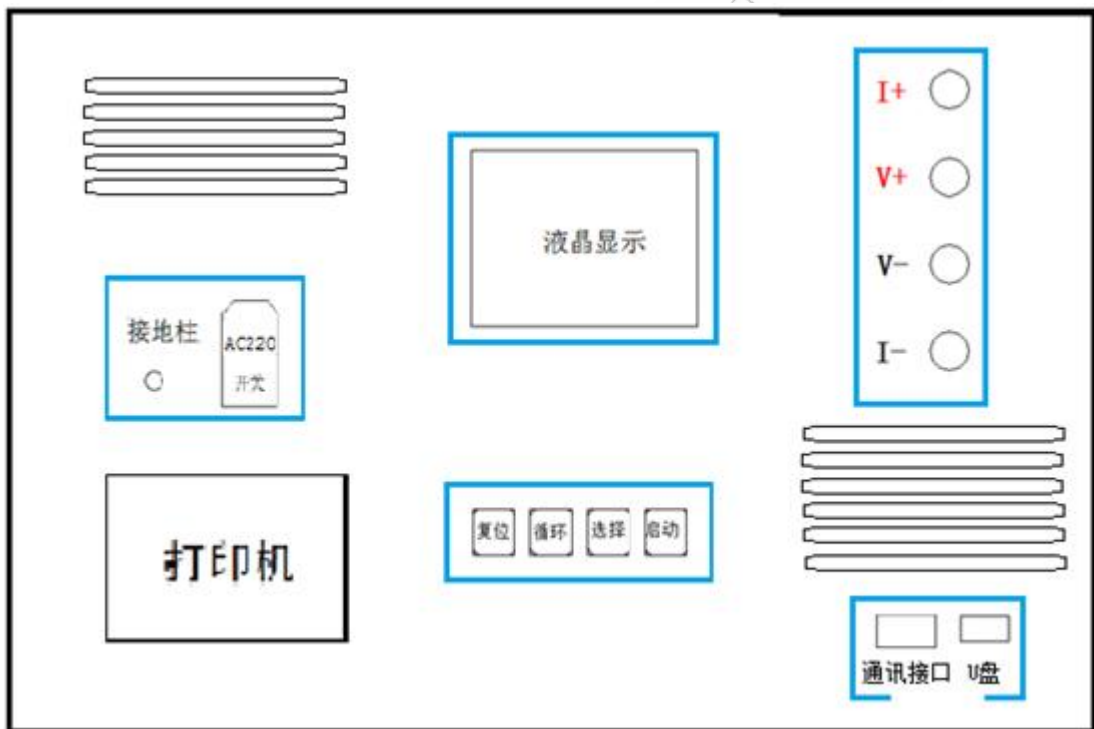 I+
V+
液晶显示
V-
接地柱
AC220
开关
I-
复位 循环 选择 启动
打印机
通讯接口 U盘